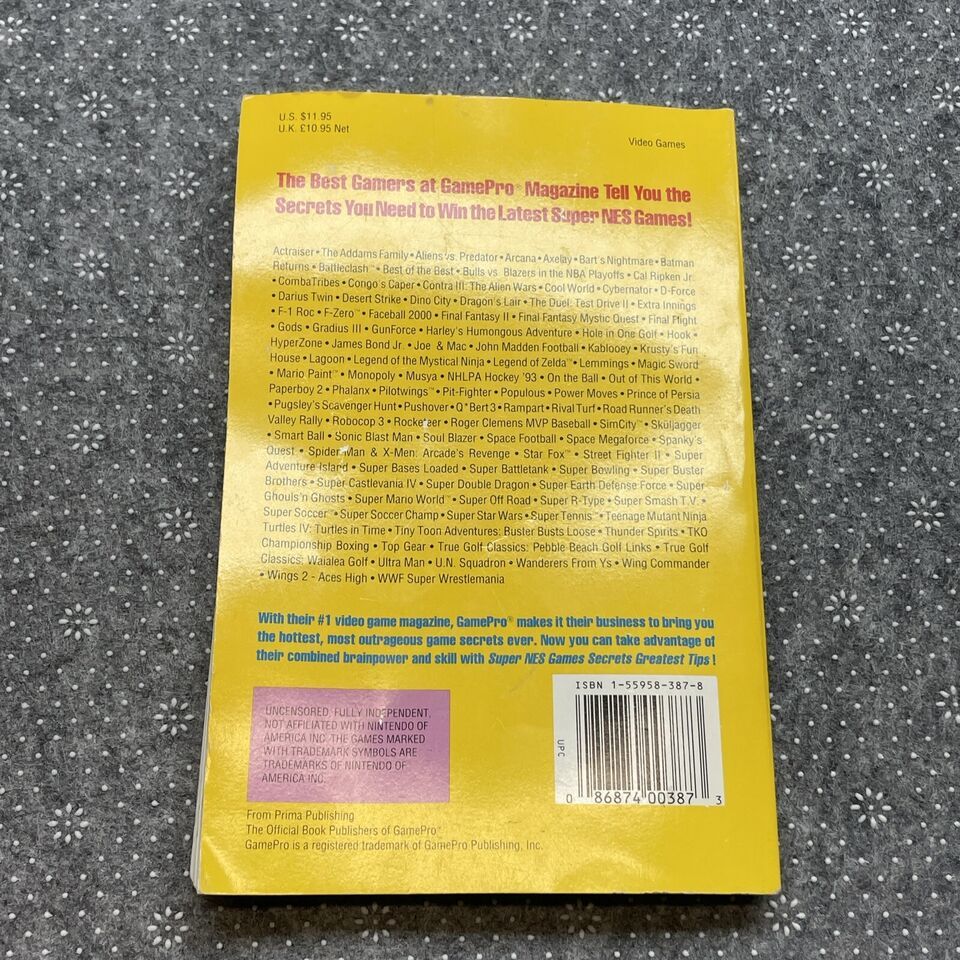 U.S. $11.95
U.K. £10.95 Net
Video Games
The Best Gamers at GamePro® Magazine Tell You the
Secrets You Need to Win the Latest Super NES Games!
Actraiser • The Addams Family • Aliens vs. Predator • Arcana • Axelay • Bart's Nightmare • Batman
Returns • Battleclash™ • Best of the Best • Bulls vs. Blazers in the NBA Playoffs • Cal Ripken Jr.
• CombaTribes • Congo's Caper • Contra III: The Alien Wars • Cool World • Cybernator • D-Force
• Darius Twin • Desert Strike • Dino City • Dragon's Lair • The Duel: Test Drive II • Extra Innings
• F-1 Roc • F-Zero™ • Faceball 2000 • Final Fantasy II • Final Fantasy Mystic Quest • Final Flight
• Gods • Gradius III • GunForce • Harley's Humongous Adventure • Hole in One Golf • Hook •
HyperZone • James Bond Jr. • Joe & Mac • John Madden Football • Kablooey • Krusty's Fun
House • Lagoon • Legend of the Mystical Ninja • Legend of Zelda™ • Lemmings • Magic Sword
• Mario Paint™ • Monopoly • Musya • NHLPA Hockey '93 • On the Ball • Out of This World •
Paperboy 2 • Phalanx • Pilotwings™ • Pit-Fighter • Populous • Power Moves • Prince of Persia
• Pugsley's Scavenger Hunt • Pushover • Q*Bert 3 • Rampart • Rival Turf • Road Runner's Death
Valley Rally • Robocop 3 • Rocketeer • Roger Clemens MVP Baseball • SimCity™ • Skuljagger
• Smart Ball • Sonic Blast Man • Soul Blazer • Space Football • Space Megaforce • Spanky's
Quest • Spider-Man & X-Men: Arcade's Revenge • Star Fox™ • Street Fighter II • Super
Adventure Island • Super Bases Loaded • Super Battletank • Super Bowling • Super Buster
Brothers • Super Castlevania IV • Super Double Dragon • Super Earth Defense Force • Super
Ghouls'n Ghosts • Super Mario World™ • Super Off Road • Super R-Type • Super Smash T.V. •
Super Soccer™ • Super Soccer Champ • Super Star Wars • Super Tennis™ • Teenage Mutant Ninja
Turtles IV: Turtles in Time • Tiny Toon Adventures: Buster Busts Loose • Thunder Spirits • TKO
Championship Boxing • Top Gear • True Golf Classics: Pebble Beach Golf Links • True Golf
Classics: Waialea Golf • Ultra Man • U.N. Squadron • Wanderers From Ys • Wing Commander
• Wings 2 - Aces High • WWF Super Wrestlemania
With their #1 video game magazine, GamePro® makes it their business to bring you
the hottest, most outrageous game secrets ever. Now you can take advantage of
their combined brainpower and skill with Super NES Games Secrets Greatest Tips!
UNCENSORED, FULLY INDEPENDENT,
NOT AFFILIATED WITH NINTENDO OF
AMERICA INC. THE GAMES MARKED
WITH TRADEMARK SYMBOLS ARE
TRADEMARKS OF NINTENDO OF
AMERICA INC.
ISBN 1-55958-387-8
UPC
0 86874 00387 3
From Prima Publishing
The Official Book Publishers of GamePro®
GamePro is a registered trademark of GamePro Publishing, Inc.